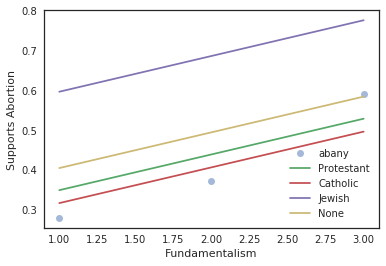 0.8
0.7
0.6
0.5
0.4
0.3
Supports Abortion
abany
Protestant
Catholic
Jewish
None
1.00 1.25 1.50 1.75 2.00 2.25 2.50 2.75 3.00
Fundamentalism